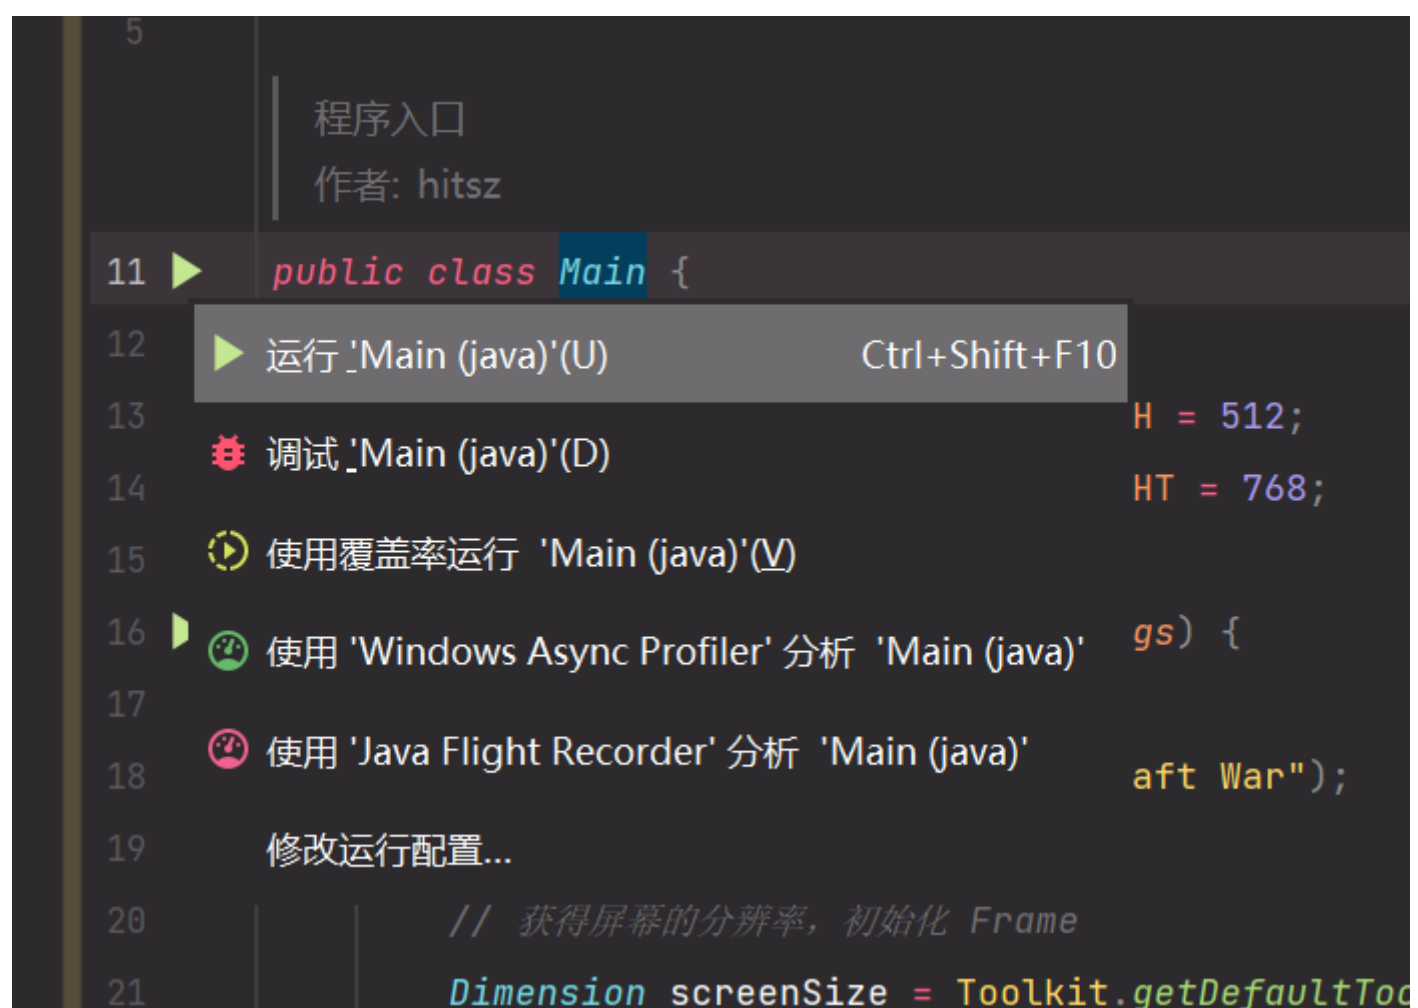 5
程序入口
作者: hitsz
11 public class Main {
12 运行 'Main (java)'(U) Ctrl+Shift+F10
13 H = 512;
调试 'Main (java)'(D)
14 HT = 768;
15 使用覆盖率运行 'Main (java)'(V)
16 gs) {
使用 'Windows Async Profiler' 分析 'Main (java)'
17
使用 'Java Flight Recorder' 分析 'Main (java)'
18 aft War");
19 修改运行配置...
20 // 获得屏幕的分辨率，初始化 Frame
21 Dimension screenSize = Toolkit.getDefaultToo